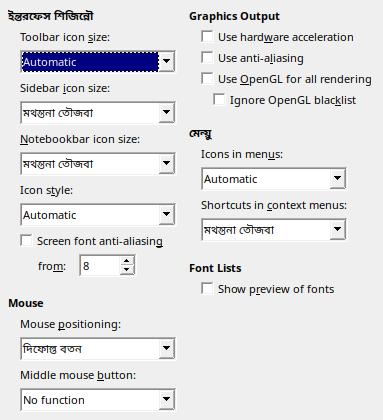 ইন্তরফেস শিজিন্নৌ
Toolbar icon size:
Automatic
Sidebar icon size:
মথন্তনা তৌজবা
Notebookbar icon size:
মথন্তনা তৌজবা
Icon style:
Automatic
Screen font anti-aliasing
from:
8
Mouse
Mouse positioning:
দিফোল্ত বতন
Middle mouse button:
No function
Graphics Output
Use hardware acceleration
Use anti-aliasing
Use OpenGL for all rendering
Ignore OpenGL blacklist
মেন্যু
Icons in menus:
Automatic
Shortcuts in context menus:
মথন্তনা তৌজবা
Font Lists
Show preview of fonts